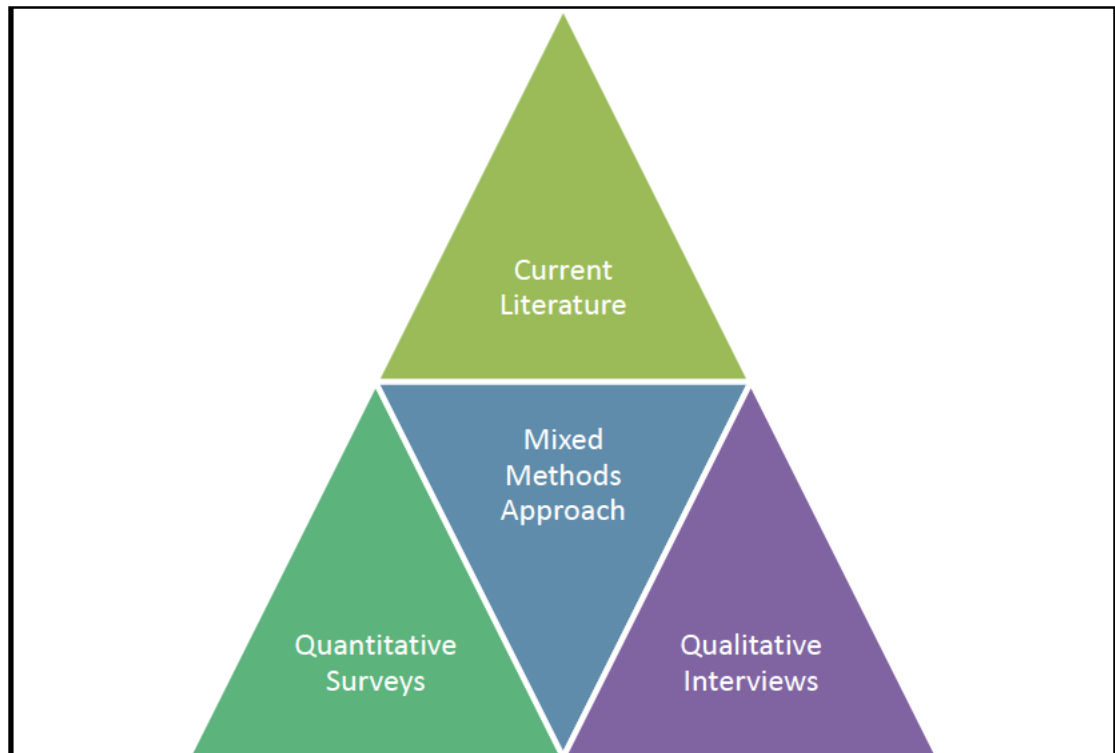 Current
Literature
Mixed
Methods
Approach
Quantitative
Surveys
Qualitative
Interviews